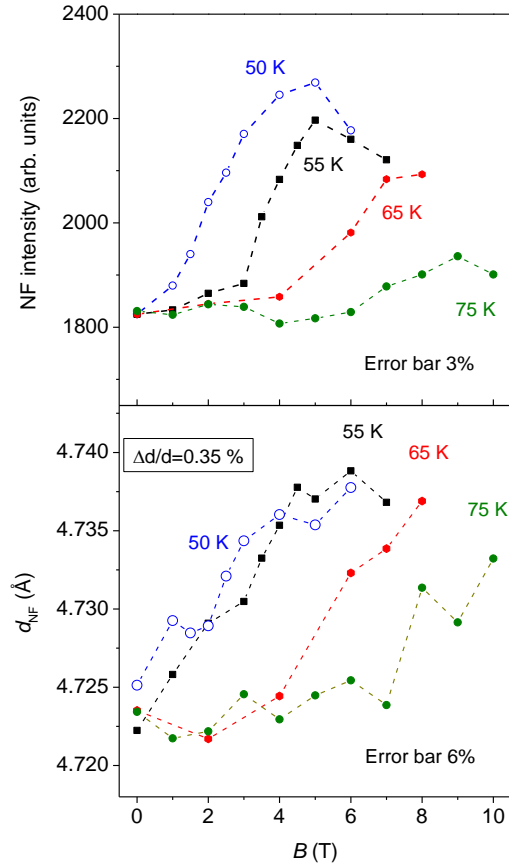 2400
2200
2000
1800
NF intensity (arb. units)
50 K
55 K
65 K
75 K
Error bar 3%
4.740
4.735
4.730
4.725
4.720
d_NF (Å)
Δd/d=0.35 %
55 K
65 K
75 K
50 K
Error bar 6%
0 2 4 6 8 10
B (T)